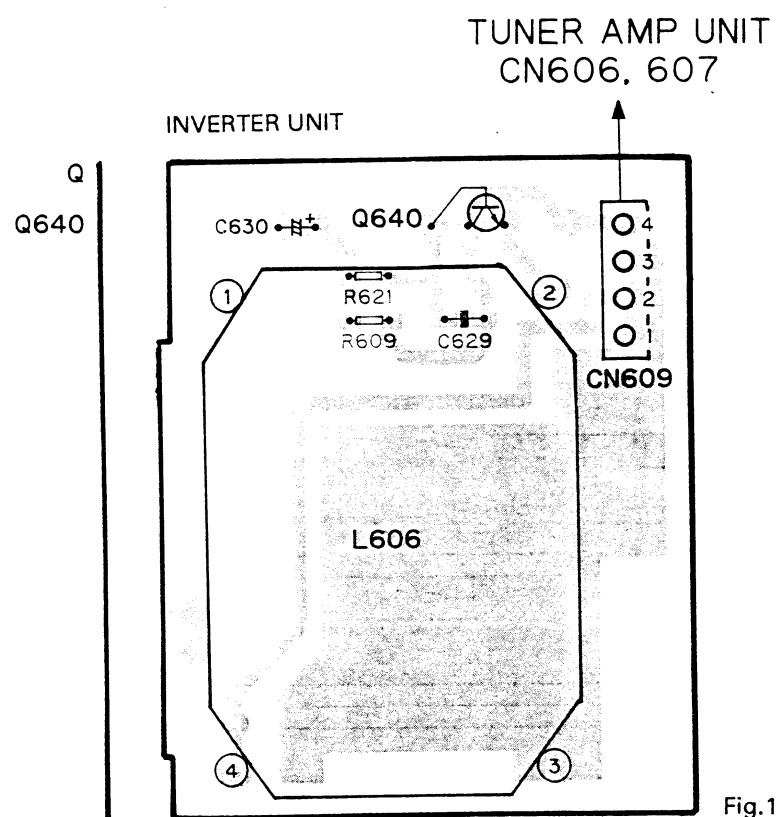 TUNER AMP UNIT
CN606, 607
INVERTER UNIT
Q
Q640
C630
+
Q640
4
3
2
1
CN609
1
2
R621
R609
C629
L606
4
3
Fig.1